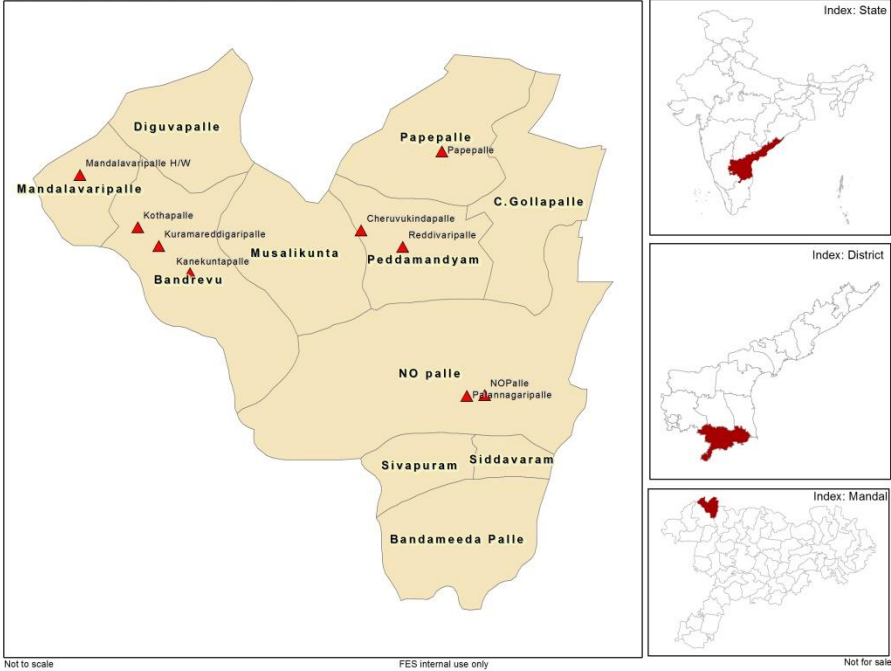 Index: State
Diguvapalle
Papepalle
Papepalle
Mandalavaripalle H/W
Mandalavaripalle
C.Gollapalle
Kothapalle
Cheruvukindapalle
Kuramareddigaripalle
Reddivaripalle
Musalikunta
Peddamandyam
Kanekuntapalle
Bandrevu
Index: District
NO palle
NOPalle
Palannagaripalle
Sivapuram
Siddavaram
Index: Mandal
Bandameeda Palle
Not to scale
FES internal use only
Not for sale